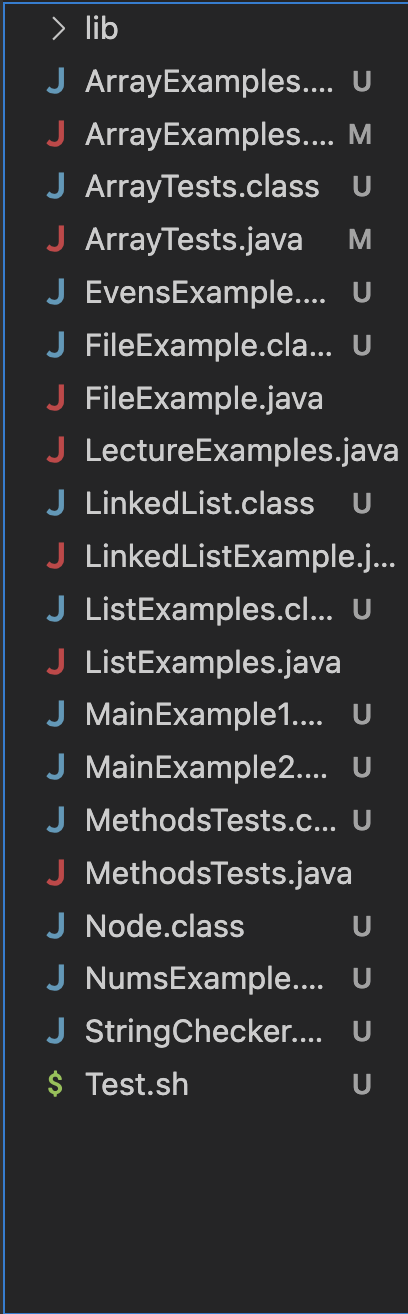 lib
J ArrayExamples.... U
J ArrayExamples.... M
J ArrayTests.class U
J ArrayTests.java M
J EvensExample.... U
J FileExample.cla... U
J FileExample.java
J LectureExamples.java
J LinkedList.class U
J LinkedListExample.j...
J ListExamples.cl... U
J ListExamples.java
J MainExample1.... U
J MainExample2.... U
J MethodsTests.c... U
J MethodsTests.java
J Node.class U
J NumsExample.... U
J StringChecker.... U
$ Test.sh U